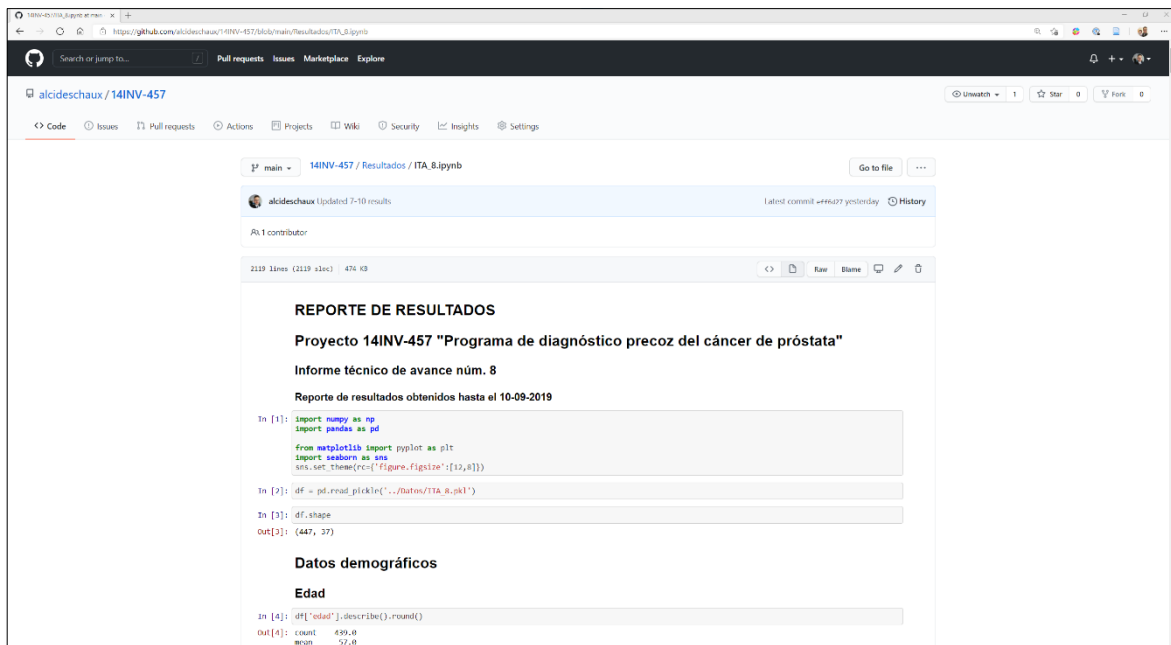 https://github.com/alcideschaux/14INV-457/blob/main/Resultados/ITA_8.ipynb
Search or jump to... / Pull requests Issues Marketplace Explore
alcideschaux / 14INV-457 Unwatch 1 Star 0 Fork 0
Code Issues Pull requests Actions Projects Wiki Security Insights Settings
main 14INV-457 / Resultados / ITA_8.ipynb Go to file ...
alcideschaux Updated 7-10 results Latest commit eff6d27 yesterday History
1 contributor
2119 lines (2119 sloc) 474 KB <> Raw Blame
REPORTE DE RESULTADOS
Proyecto 14INV-457 "Programa de diagnóstico precoz del cáncer de próstata"
Informe técnico de avance núm. 8
Reporte de resultados obtenidos hasta el 10-09-2019
In [1]: import numpy as np
import pandas as pd
from matplotlib import pyplot as plt
import seaborn as sns
sns.set_theme(rc={'figure.figsize':[12,8]})
In [2]: df = pd.read_pickle('../Datos/ITA_8.pkl')
In [3]: df.shape
Out[3]: (447, 37)
Datos demográficos
Edad
In [4]: df['edad'].describe().round()
Out[4]: count 439.0
mean 57.0